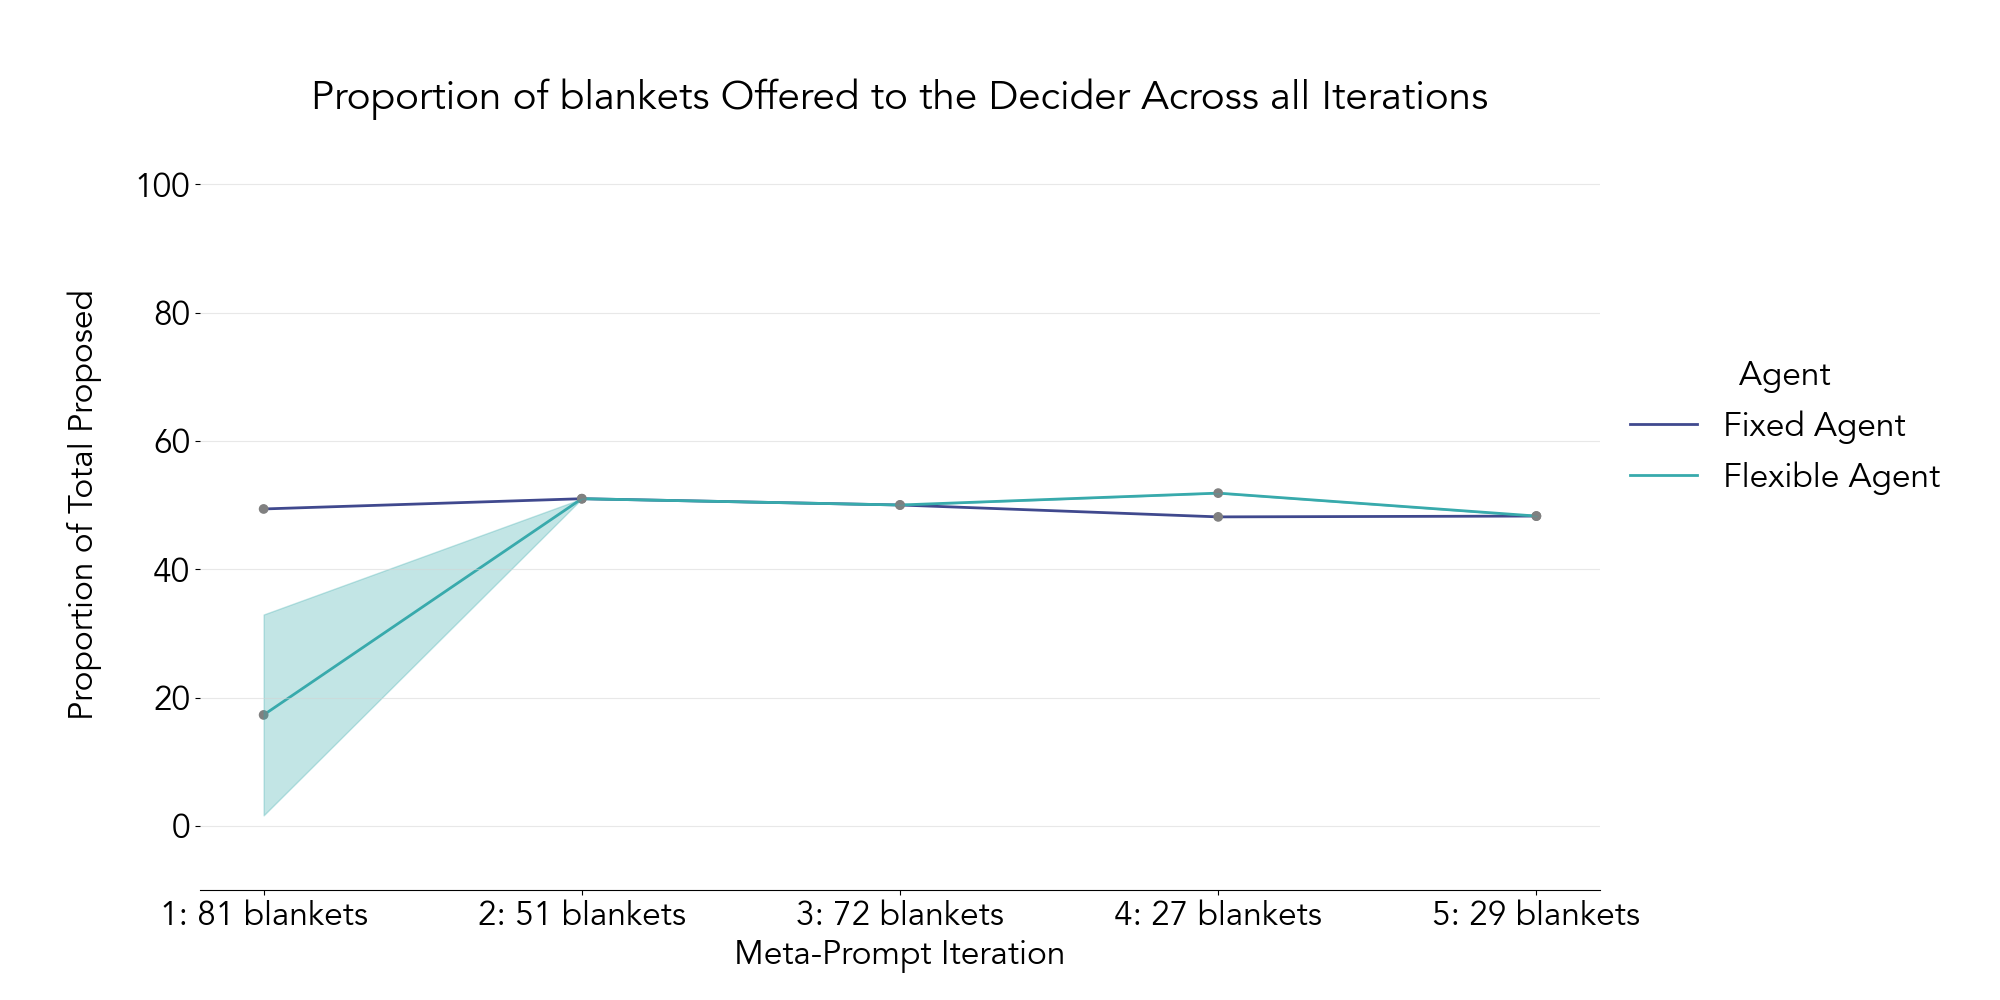 Proportion of blankets Offered to the Decider Across all Iterations
Proportion of Total Proposed
100
80
60
40
20
0
1: 81 blankets
2: 51 blankets
3: 72 blankets
4: 27 blankets
5: 29 blankets
Meta-Prompt Iteration
Agent
Fixed Agent
Flexible Agent